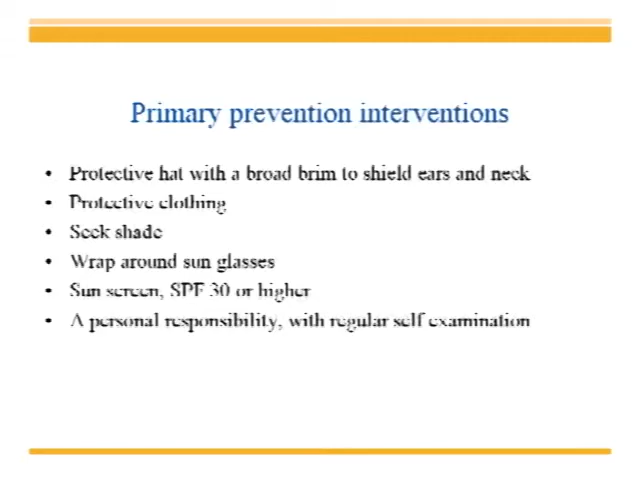 Primary prevention interventions
• Protective hat with a broad brim to shield ears and neck
• Protective clothing
• Seek shade
• Wrap around sun glasses
• Sun screen, SPF 30 or higher
• A personal responsibility, with regular self examination